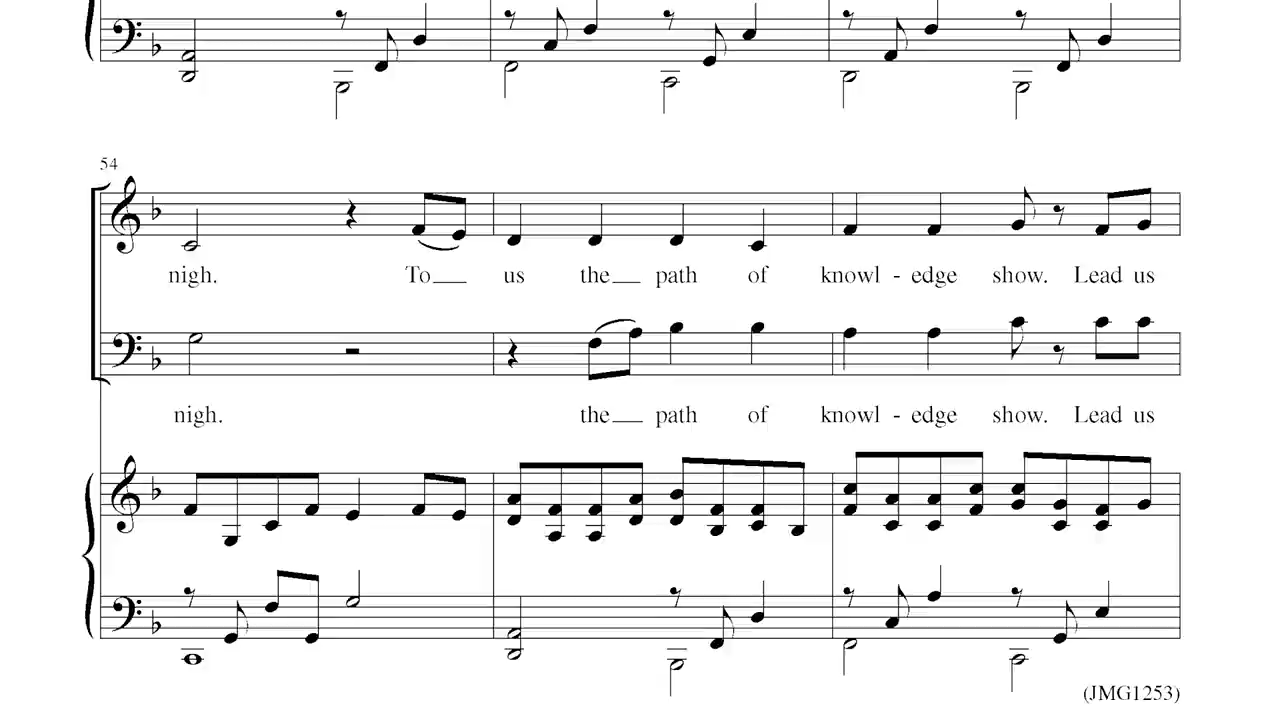 54
nigh. To us the path of knowl - edge show. Lead us
nigh. the path of knowl - edge show. Lead us
(JMG1253)